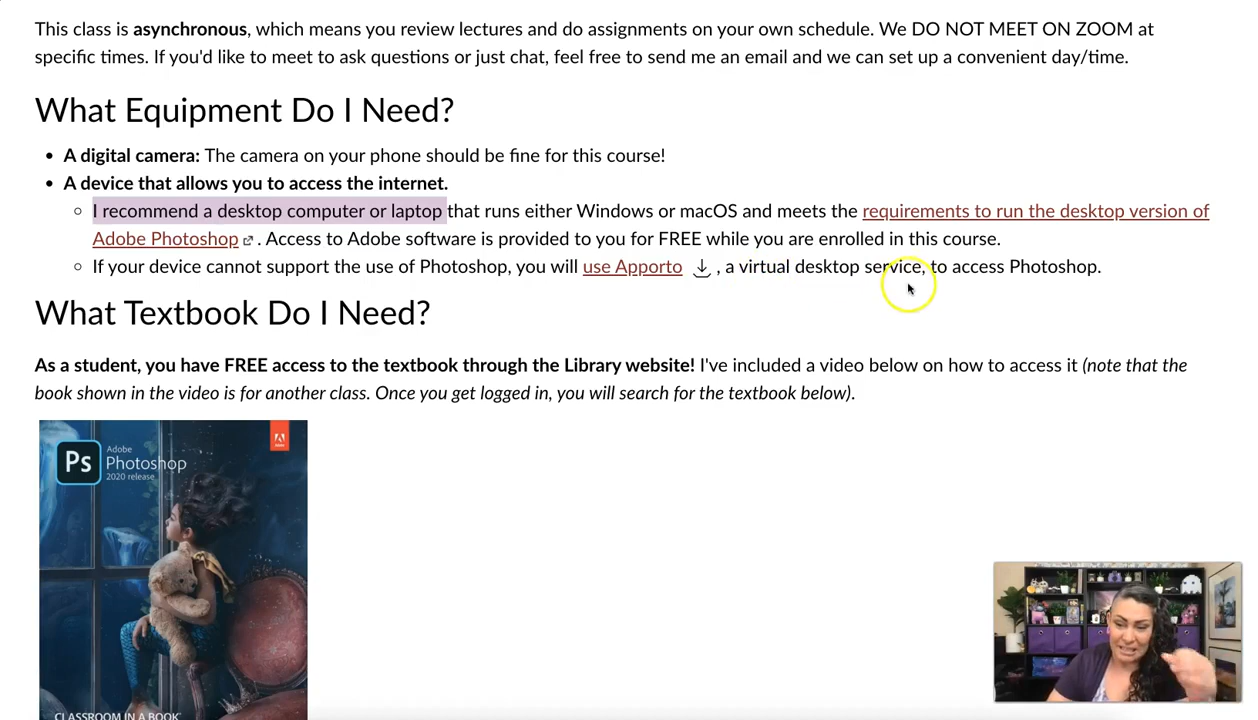 This class is asynchronous, which means you review lectures and do assignments on your own schedule. We DO NOT MEET ON ZOOM at
specific times. If you'd like to meet to ask questions or just chat, feel free to send me an email and we can set up a convenient day/time.
What Equipment Do I Need?
A digital camera: The camera on your phone should be fine for this course!
A device that allows you to access the internet.
I recommend a desktop computer or laptop that runs either Windows or macOS and meets the requirements to run the desktop version of
Adobe Photoshop . Access to Adobe software is provided to you for FREE while you are enrolled in this course.
If your device cannot support the use of Photoshop, you will use Apporto , a virtual desktop service, to access Photoshop.
What Textbook Do I Need?
As a student, you have FREE access to the textbook through the Library website! I've included a video below on how to access it (note that the
book shown in the video is for another class. Once you get logged in, you will search for the textbook below).
Adobe
Ps Photoshop
2020 release
Adobe
CLASSROOM IN A BOOK